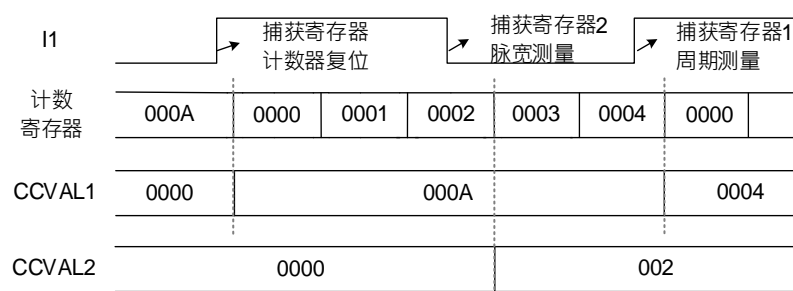 I1
捕获寄存器
计数器复位
捕获寄存器2
脉宽测量
捕获寄存器1
周期测量
计数
寄存器
000A 0000 0001 0002 0003 0004 0000
CCVAL1 0000 000A 0004
CCVAL2 0000 002